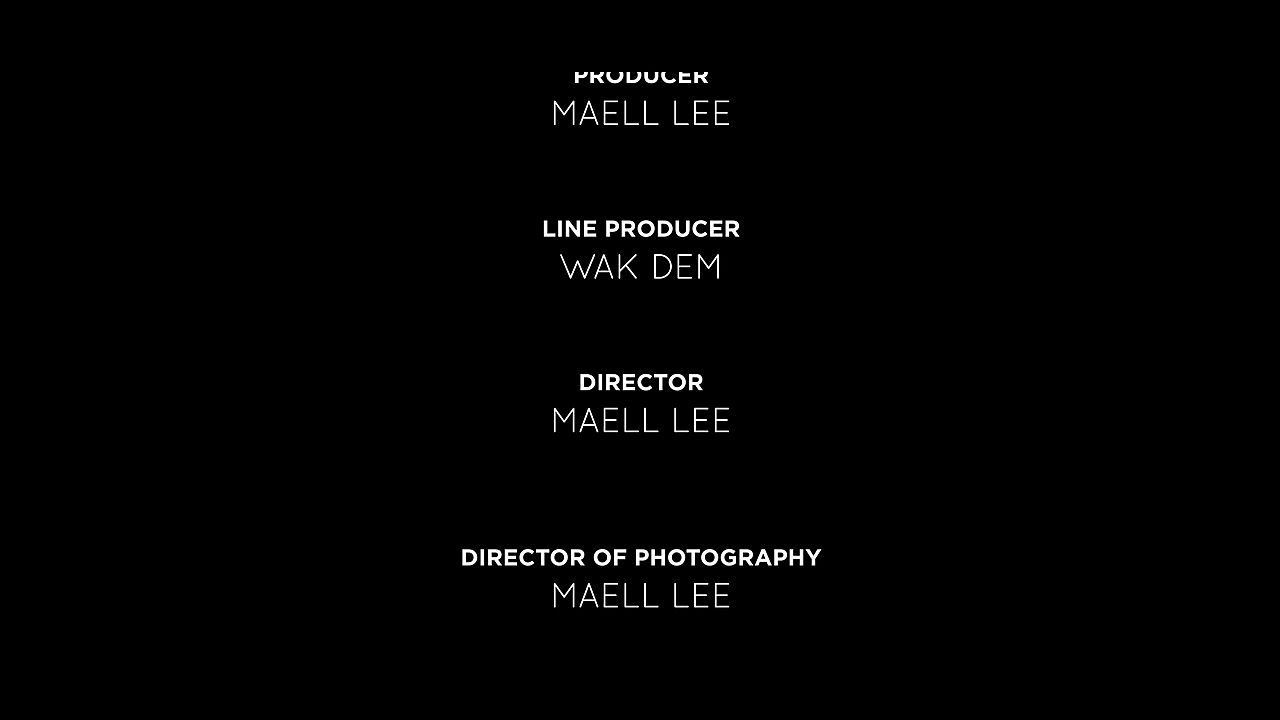 PRODUCER
MAELL LEE
LINE PRODUCER
WAK DEM
DIRECTOR
MAELL LEE
DIRECTOR OF PHOTOGRAPHY
MAELL LEE